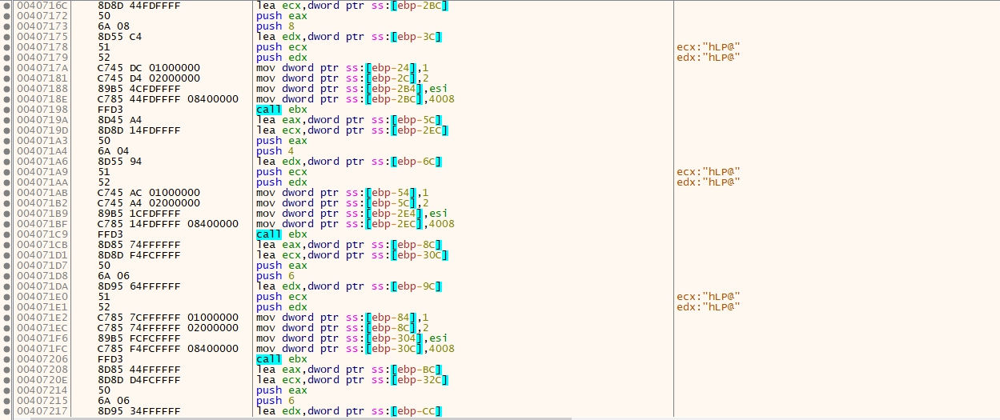 0040716C 8D8D 44FDFFFF lea ecx,dword ptr ss:[ebp-2BC]
00407172 50 push eax
00407173 6A 08 push 8
00407175 8D55 C4 lea edx,dword ptr ss:[ebp-3C]
00407178 51 push ecx ecx:"hLP@"
00407179 52 push edx edx:"hLP@"
0040717A C745 DC 01000000 mov dword ptr ss:[ebp-24],1
00407181 C745 D4 02000000 mov dword ptr ss:[ebp-2C],2
00407188 89B5 4CFDFFFF mov dword ptr ss:[ebp-2B4],esi
0040718E C785 44FDFFFF 08400000 mov dword ptr ss:[ebp-2BC],4008
00407198 FFD3 call ebx
0040719A 8D45 A4 lea eax,dword ptr ss:[ebp-5C]
0040719D 8D8D 14FDFFFF lea ecx,dword ptr ss:[ebp-2EC]
004071A3 50 push eax
004071A4 6A 04 push 4
004071A6 8D55 94 lea edx,dword ptr ss:[ebp-6C]
004071A9 51 push ecx ecx:"hLP@"
004071AA 52 push edx edx:"hLP@"
004071AB C745 AC 01000000 mov dword ptr ss:[ebp-54],1
004071B2 C745 A4 02000000 mov dword ptr ss:[ebp-5C],2
004071B9 89B5 1CFDFFFF mov dword ptr ss:[ebp-2E4],esi
004071BF C785 14FDFFFF 08400000 mov dword ptr ss:[ebp-2EC],4008
004071C9 FFD3 call ebx
004071CB 8D85 74FFFFFF lea eax,dword ptr ss:[ebp-8C]
004071D1 8D8D F4FCFFFF lea ecx,dword ptr ss:[ebp-30C]
004071D7 50 push eax
004071D8 6A 06 push 6
004071DA 8D95 64FFFFFF lea edx,dword ptr ss:[ebp-9C]
004071E0 51 push ecx ecx:"hLP@"
004071E1 52 push edx edx:"hLP@"
004071E2 C785 7CFFFFFF 01000000 mov dword ptr ss:[ebp-84],1
004071EC C785 74FFFFFF 02000000 mov dword ptr ss:[ebp-8C],2
004071F6 89B5 FCFCFFFF mov dword ptr ss:[ebp-304],esi
004071FC C785 F4FCFFFF 08400000 mov dword ptr ss:[ebp-30C],4008
00407206 FFD3 call ebx
00407208 8D85 44FFFFFF lea eax,dword ptr ss:[ebp-BC]
0040720E 8D8D D4FCFFFF lea ecx,dword ptr ss:[ebp-32C]
00407214 50 push eax
00407215 6A 06 push 6
00407217 8D95 34FFFFFF lea edx,dword ptr ss:[ebp-CC]